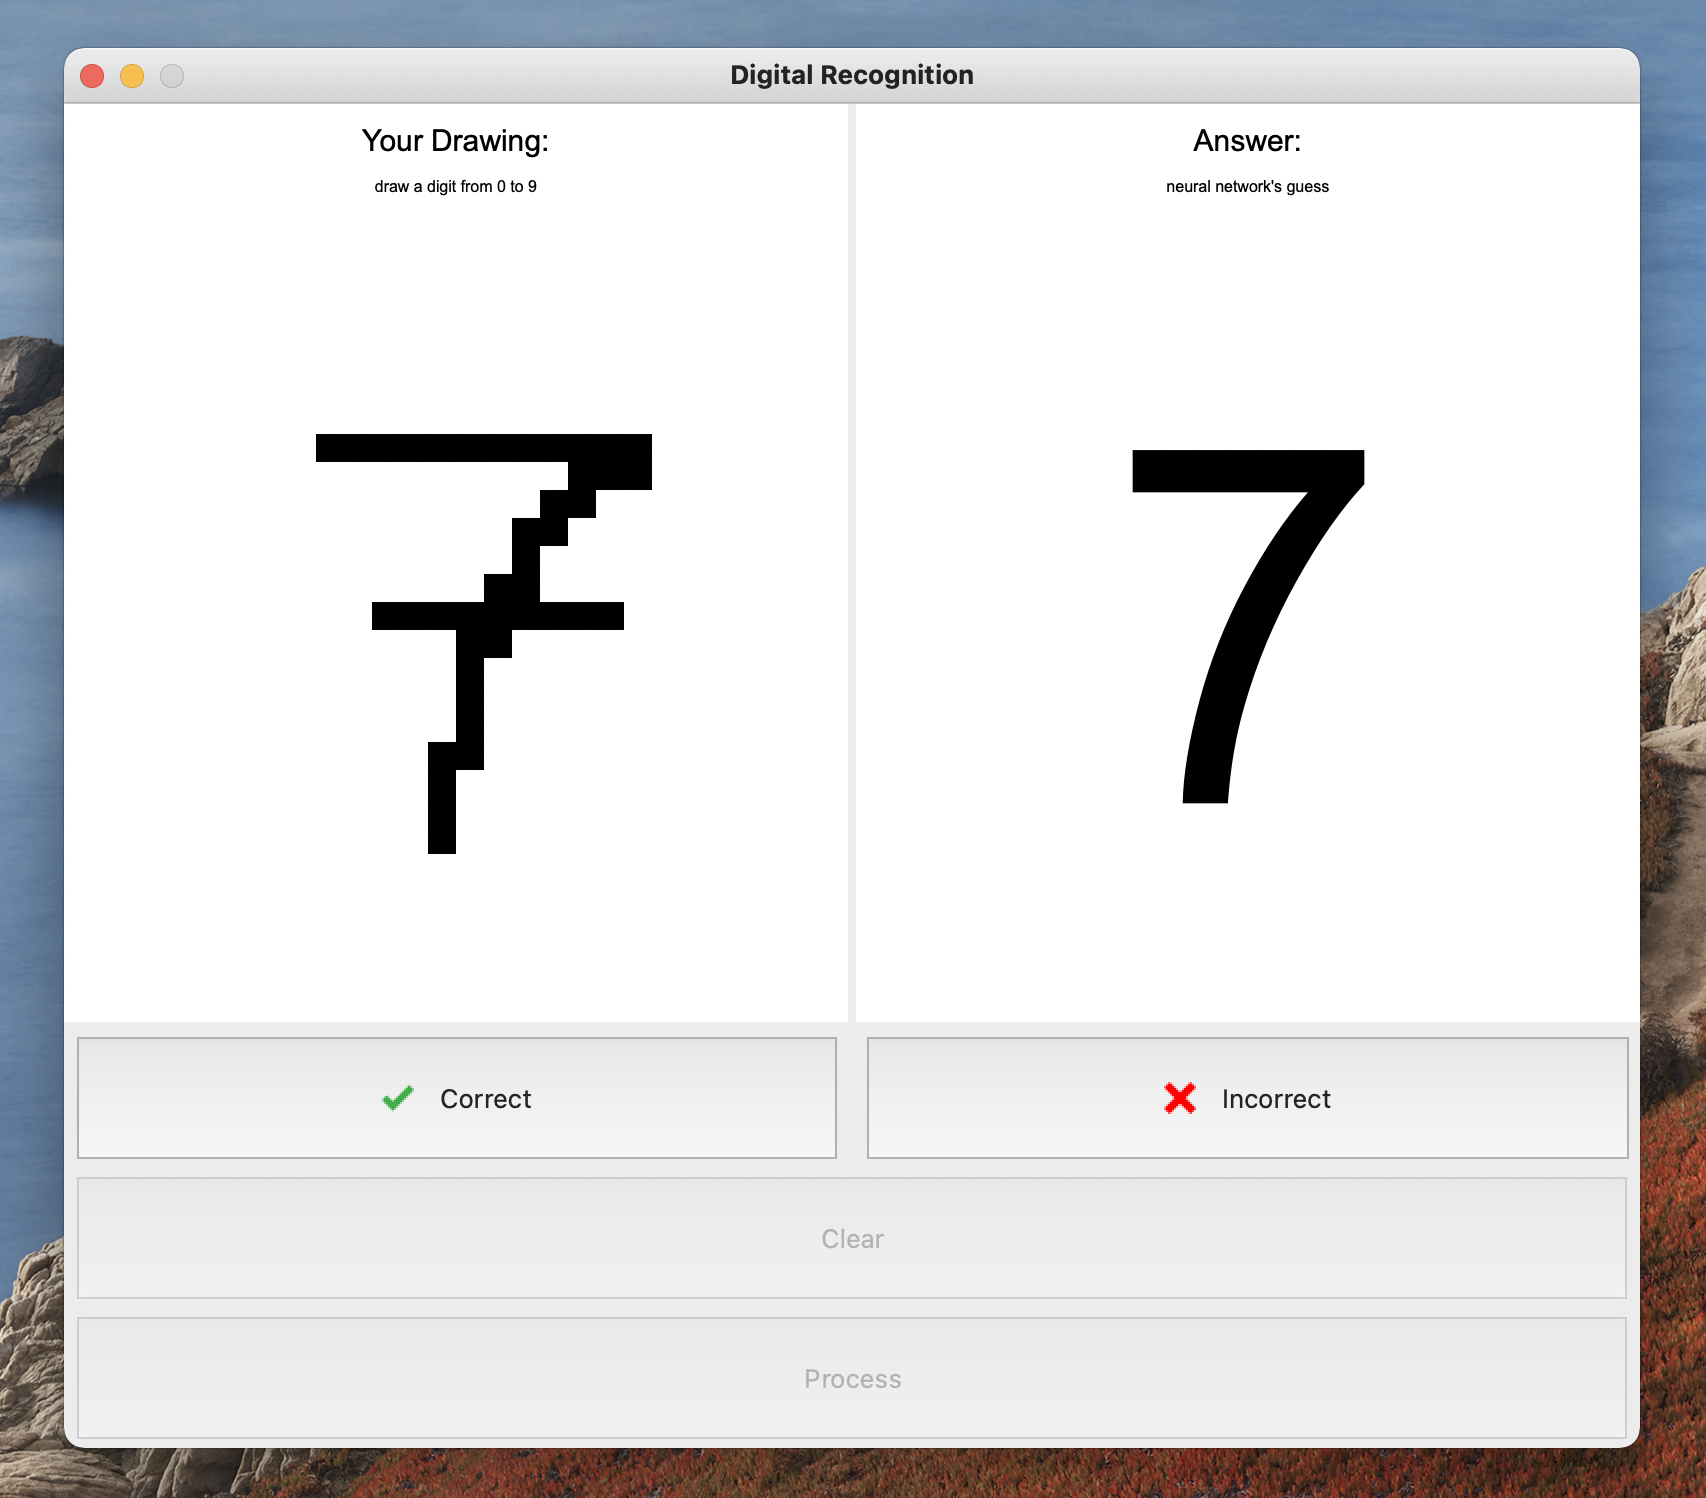 Digital Recognition
Your Drawing:
draw a digit from 0 to 9
7
Answer:
neural network's guess
7
Correct
Incorrect
Clear
Process